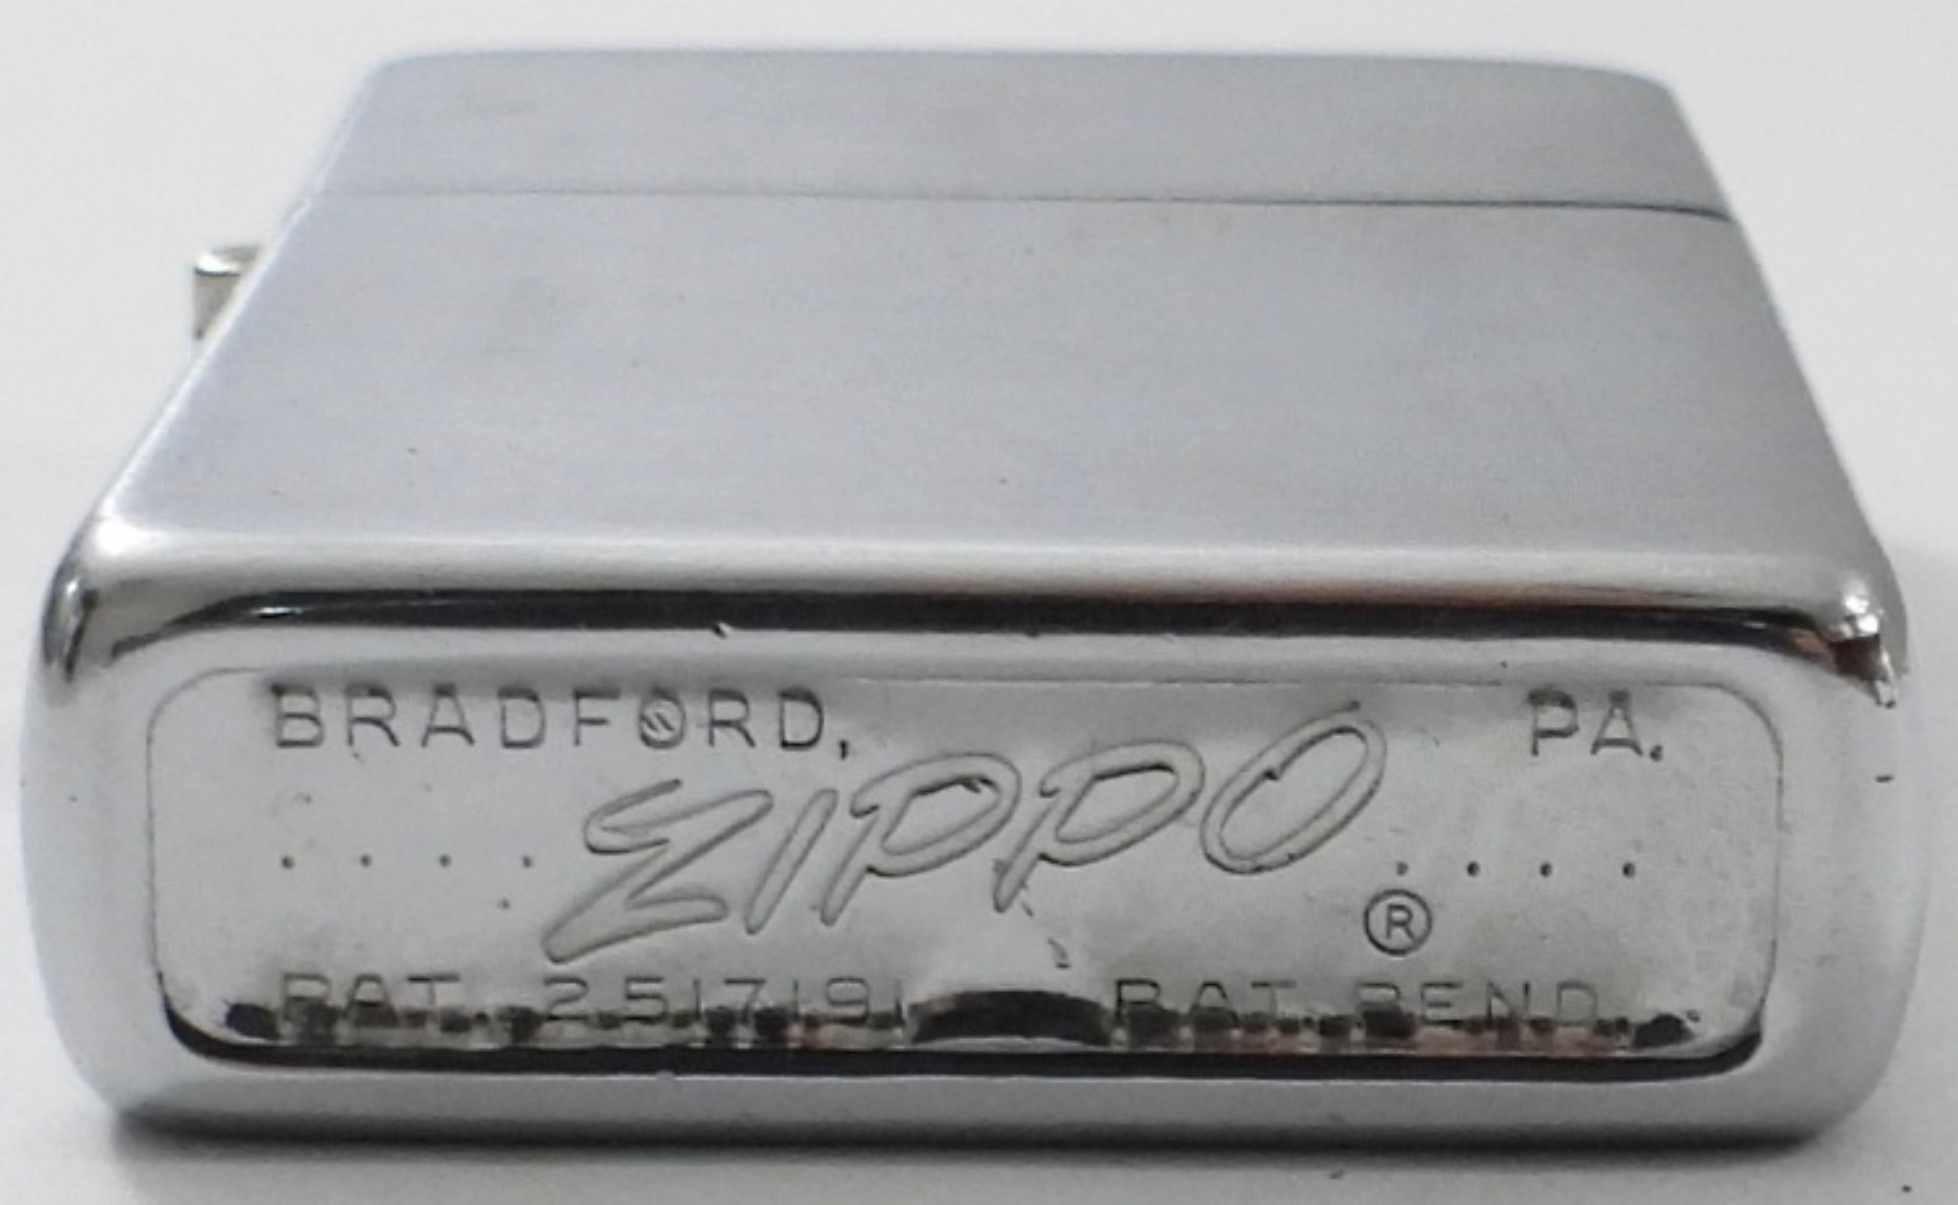 BRADFORD, PA.
.... ZIPPO ....
®
PAT. 2517191 PAT. PEND.